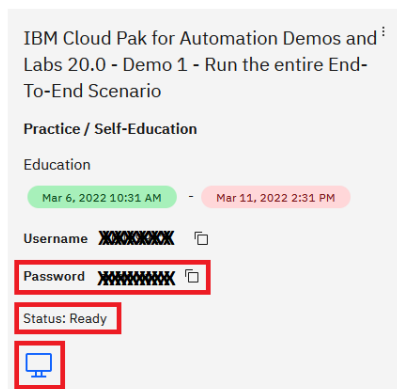 IBM Cloud Pak for Automation Demos and
Labs 20.0 - Demo 1 - Run the entire End-
To-End Scenario
Practice / Self-Education
Education
Mar 6, 2022 10:31 AM - Mar 11, 2022 2:31 PM
Username
Password
Status: Ready